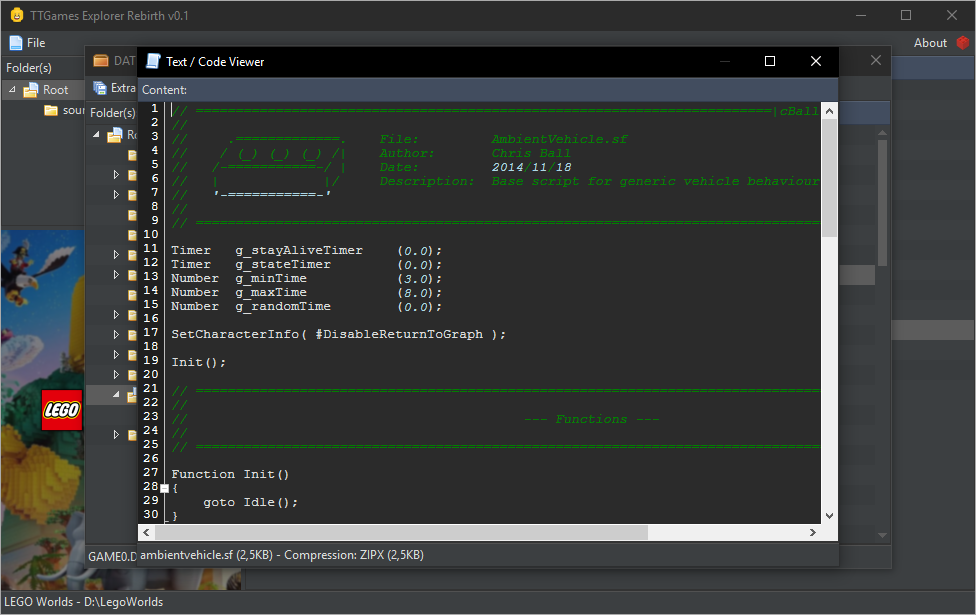 TTGames Explorer Rebirth v0.1
File
About
Folder(s)
Root
DAT
Extra
Folder(s)
LEGO
GAME0.D
Text / Code Viewer
Content:
1 // ========================================================================|cBall
2 //
3 //     .=============.    File:         AmbientVehicle.sf
4 //    / (_) (_) (_) /|    Author:       Chris Ball
5 //   /-============-/ |    Date:         2014/11/18
6 //   |             |/     Description:  Base script for generic vehicle behaviour
7 //   '-============-'
8 //
9 // ==============================================================================
10
11 Timer   g_stayAliveTimer    (0.0);
12 Timer   g_stateTimer        (0.0);
13 Number  g_minTime           (3.0);
14 Number  g_maxTime           (8.0);
15 Number  g_randomTime        (0.0);
16
17 SetCharacterInfo( #DisableReturnToGraph );
18
19 Init();
20
21 // ==============================================================================
22 //
23 //                                          --- Functions ---
24 //
25 // ==============================================================================
26
27 Function Init()
28 {
29     goto Idle();
30 }
ambientvehicle.sf (2,5KB) - Compression: ZIPX (2,5KB)
LEGO Worlds - D:\LegoWorlds